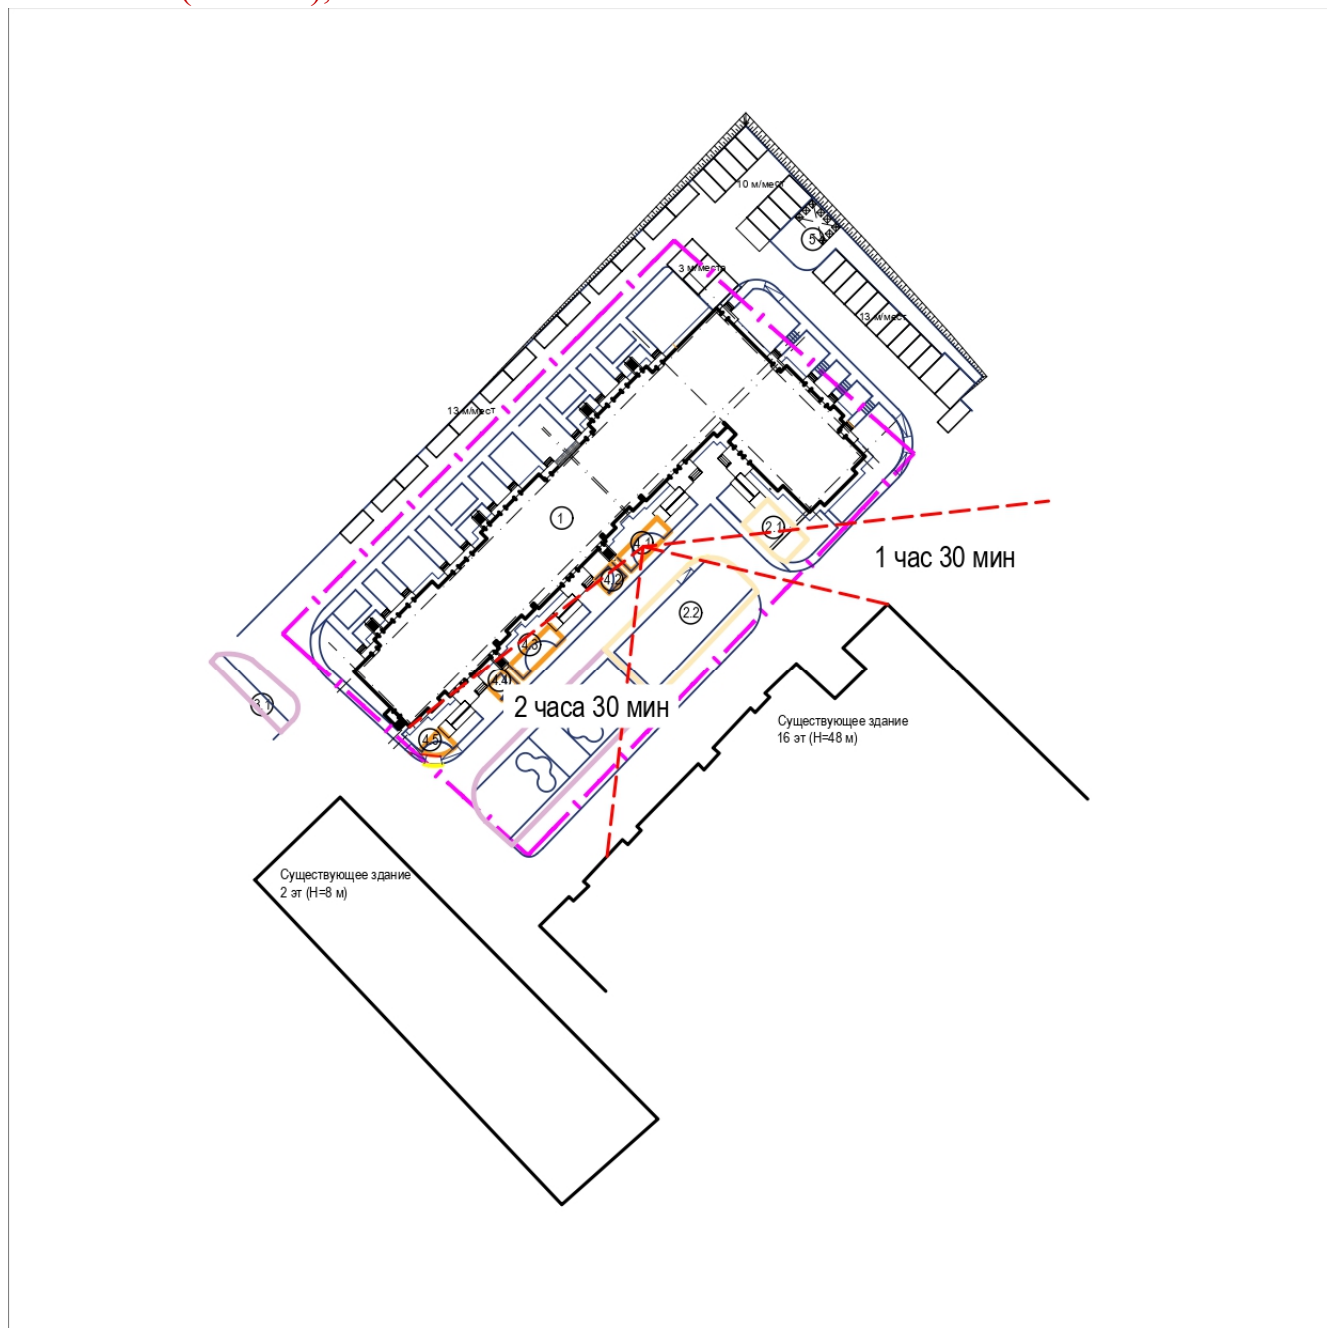 10 м/мест
5
3 м/места
13 м/мест
13 м/мест
1
2.1
4.1
1 час 30 мин
4.2
2.2
4.3
4.4
3.1
2 часа 30 мин
4.5
Существующее здание
16 эт (Н=48 м)
Существующее здание
2 эт (Н=8 м)